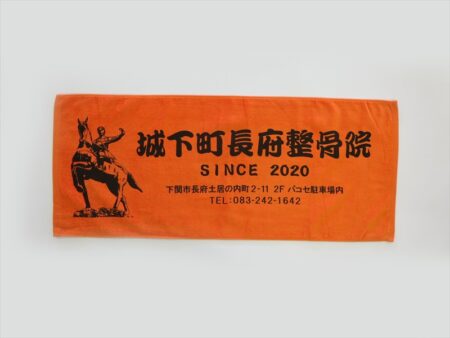 城下町長府整骨院
SINCE 2020
下関市長府土居の内町2-11 2F パコセ駐車場内
TEL:083-242-1642